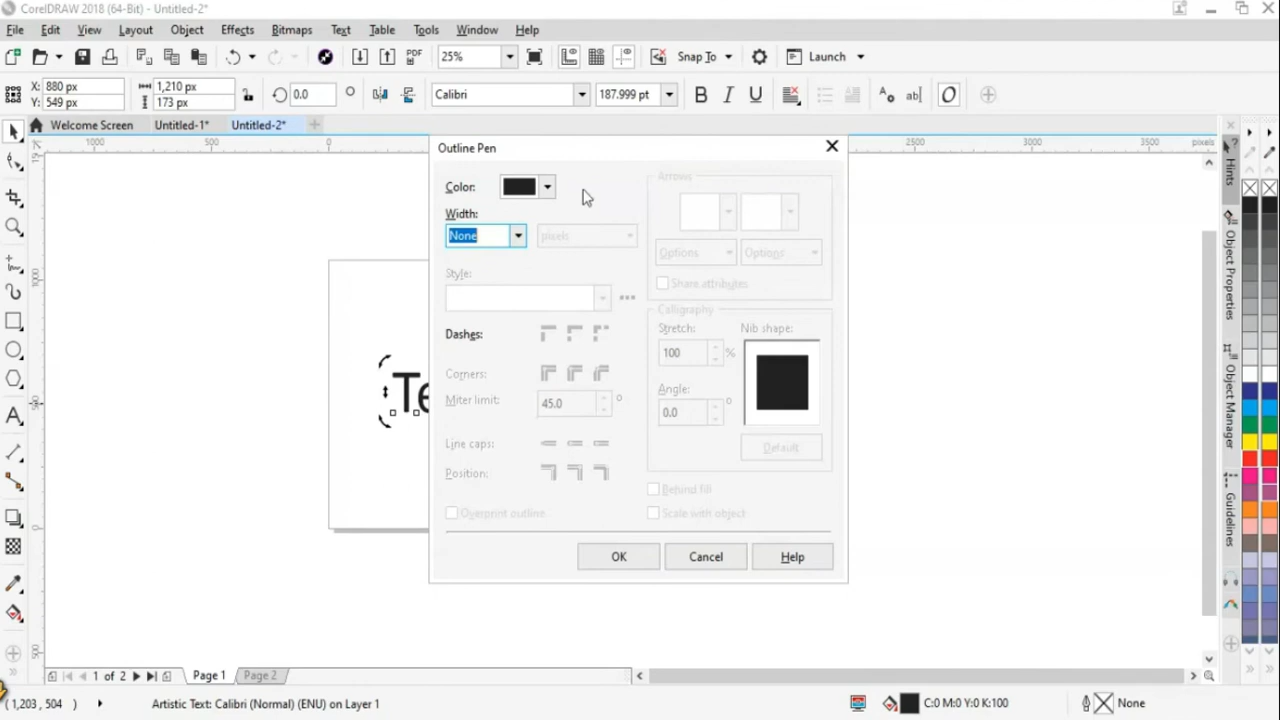 CorelDRAW 2018 (64-Bit) - Untitled-2*
File Edit View Layout Object Effects Bitmaps Text Table Tools Window Help
PDF 25% Snap To Launch
X: 880 px 1,210 px 0.0 ° Calibri 187.999 pt
Y: 549 px 173 px
Welcome Screen Untitled-1* Untitled-2*
1000 500 0 2500 3000 3500 pixels
Outline Pen
Color:
Arrows
Width:
None pixels
Options Options
Style:
Share attributes
Calligraphy
Stretch: Nib shape:
Dashes:
100 %
Corners:
Angle:
Miter limit: 45.0 ° 0.0 °
Line caps: Default
Position:
Behind fill
Overprint outline Scale with object
OK Cancel Help
Te
1000
500
0
500
Hints
Object Properties
Object Manager
Guidelines
1 of 2 Page 1 Page 2
(1,203 , 504 ) Artistic Text: Calibri (Normal) (ENU) on Layer 1 C:0 M:0 Y:0 K:100 None